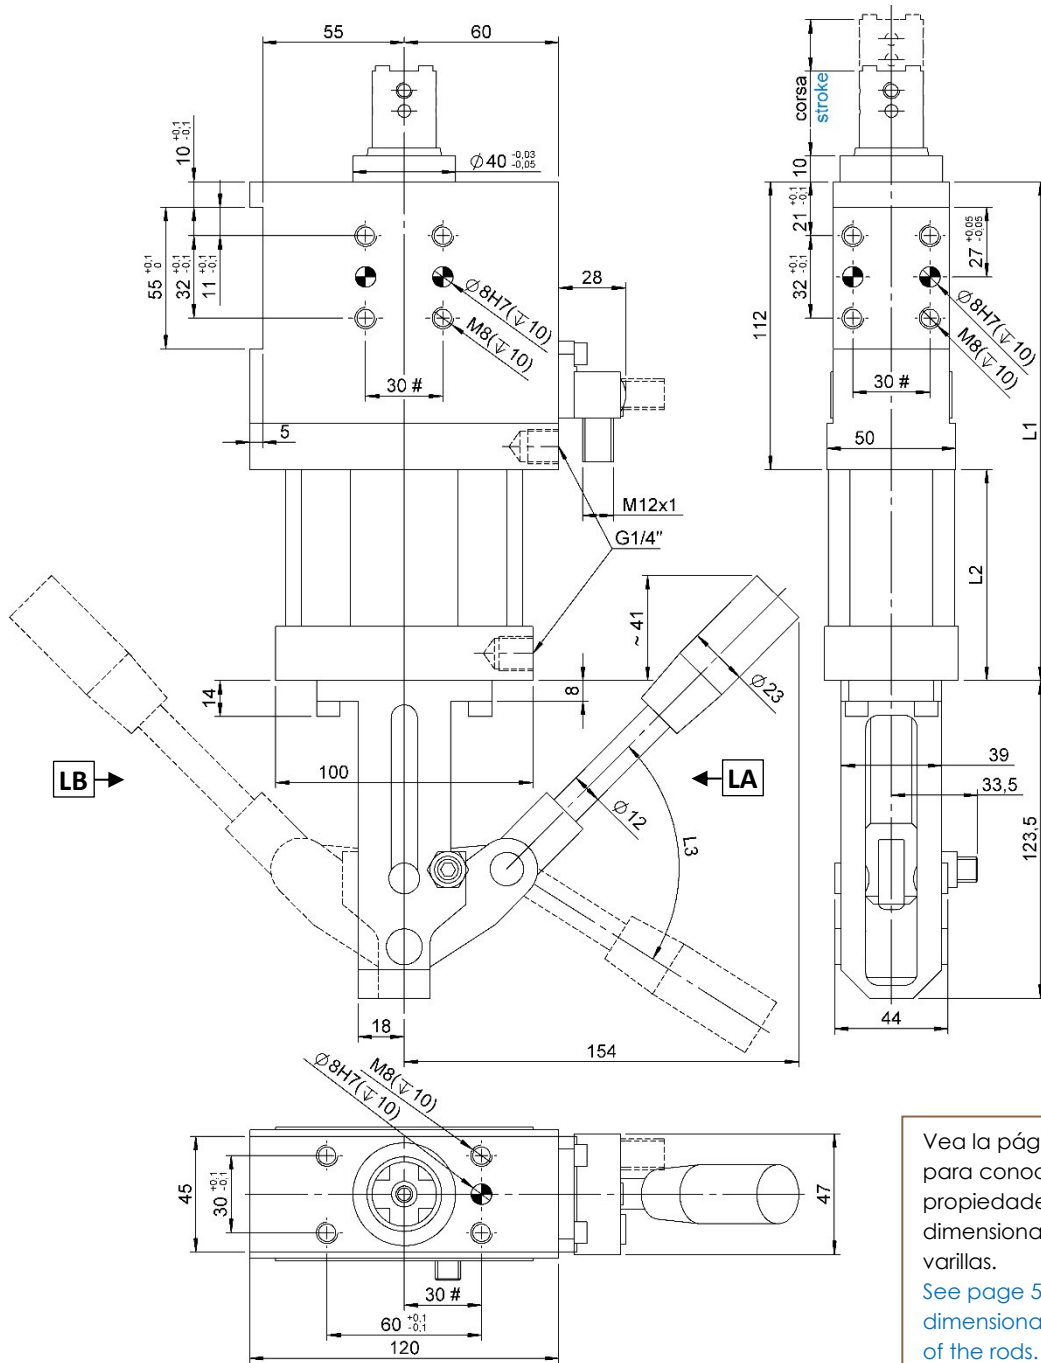 55
60
corsa
stroke
10 +0,1 -0,1
Ø40 -0,03 -0,05
10
21 +0,1 -0,1
27 +0,05 -0,05
55 +0,1 0
32 +0,1 -0,1
11 +0,1 -0,1
28
32 +0,1 -0,1
Ø8H7(↧10)
M8(↧10)
Ø8H7(↧10)
M8(↧10)
112
30 #
30 #
L1
5
50
M12x1
G1/4"
L2
~ 41
14
8
Ø23
LB
100
LA
39
33,5
Ø12
L3
123,5
18
44
154
Ø8H7(↧10)
M8(↧10)
45
30 +0,1 -0,1
47
30 #
60 +0,1 -0,1
120
Vea la pág
para conoc
propiedade
dimensiona
varillas.
See page 5
dimensiona
of the rods.